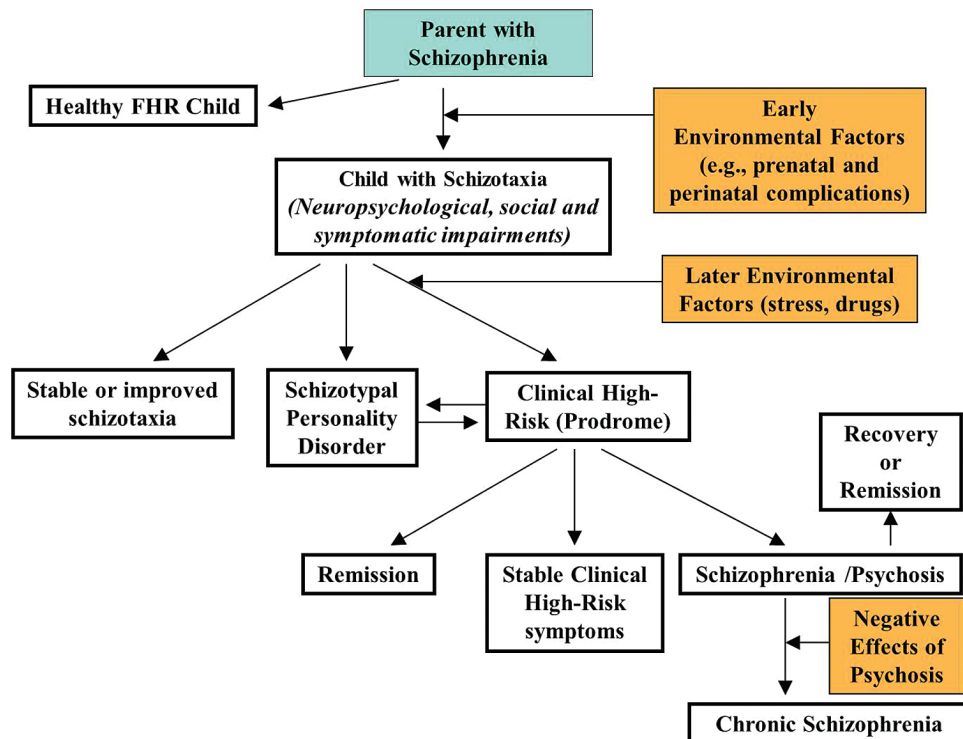 Parent with
Schizophrenia
Healthy FHR Child
Early
Environmental Factors
(e.g., prenatal and
perinatal complications)
Child with Schizotaxia
(Neuropsychological, social and
symptomatic impairments)
Later Environmental
Factors (stress, drugs)
Stable or improved
schizotaxia
Schizotypal
Personality
Disorder
Clinical High-
Risk (Prodrome)
Recovery
or
Remission
Remission
Stable Clinical
High-Risk
symptoms
Schizophrenia /Psychosis
Negative
Effects of
Psychosis
Chronic Schizophrenia